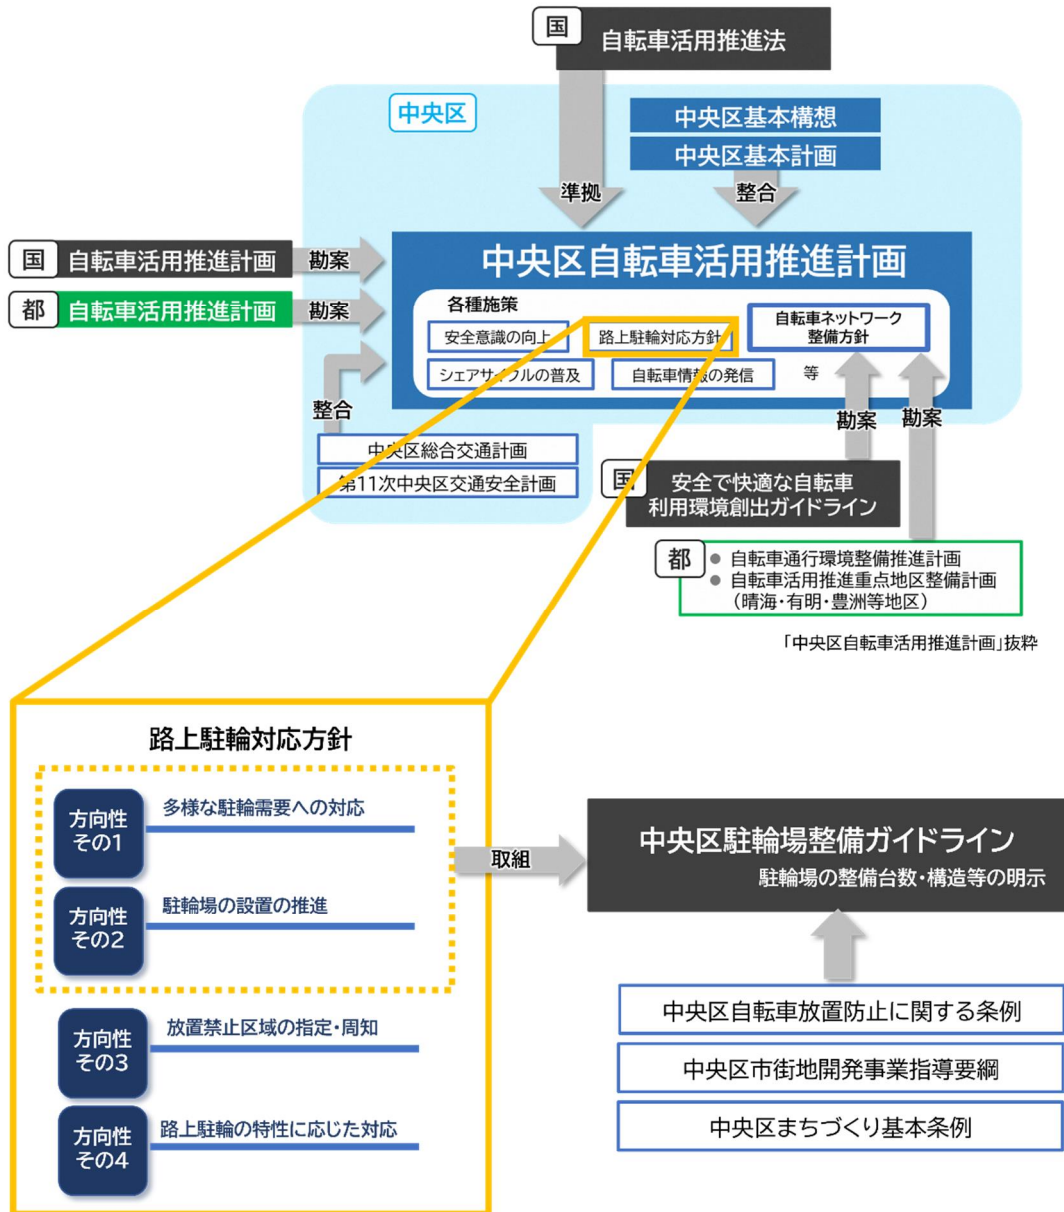 国
自転車活用推進法
中央区
中央区基本構想
中央区基本計画
準拠
整合
国
自転車活用推進計画
勘案
都
自転車活用推進計画
勘案
中央区自転車活用推進計画
各種施策
安全意識の向上
路上駐輪対応方針
自転車ネットワーク
整備方針
シェアサイクルの普及
自転車情報の発信
等
整合
中央区総合交通計画
第11次中央区交通安全計画
勘案
勘案
国
安全で快適な自転車
利用環境創出ガイドライン
都
● 自転車通行環境整備推進計画
● 自転車活用推進重点地区整備計画
(晴海・有明・豊洲等地区)
「中央区自転車活用推進計画」抜粋
路上駐輪対応方針
方向性
その1
多様な駐輪需要への対応
方向性
その2
駐輪場の設置の推進
方向性
その3
放置禁止区域の指定・周知
方向性
その4
路上駐輪の特性に応じた対応
取組
中央区駐輪場整備ガイドライン
駐輪場の整備台数・構造等の明示
中央区自転車放置防止に関する条例
中央区市街地開発事業指導要綱
中央区まちづくり基本条例